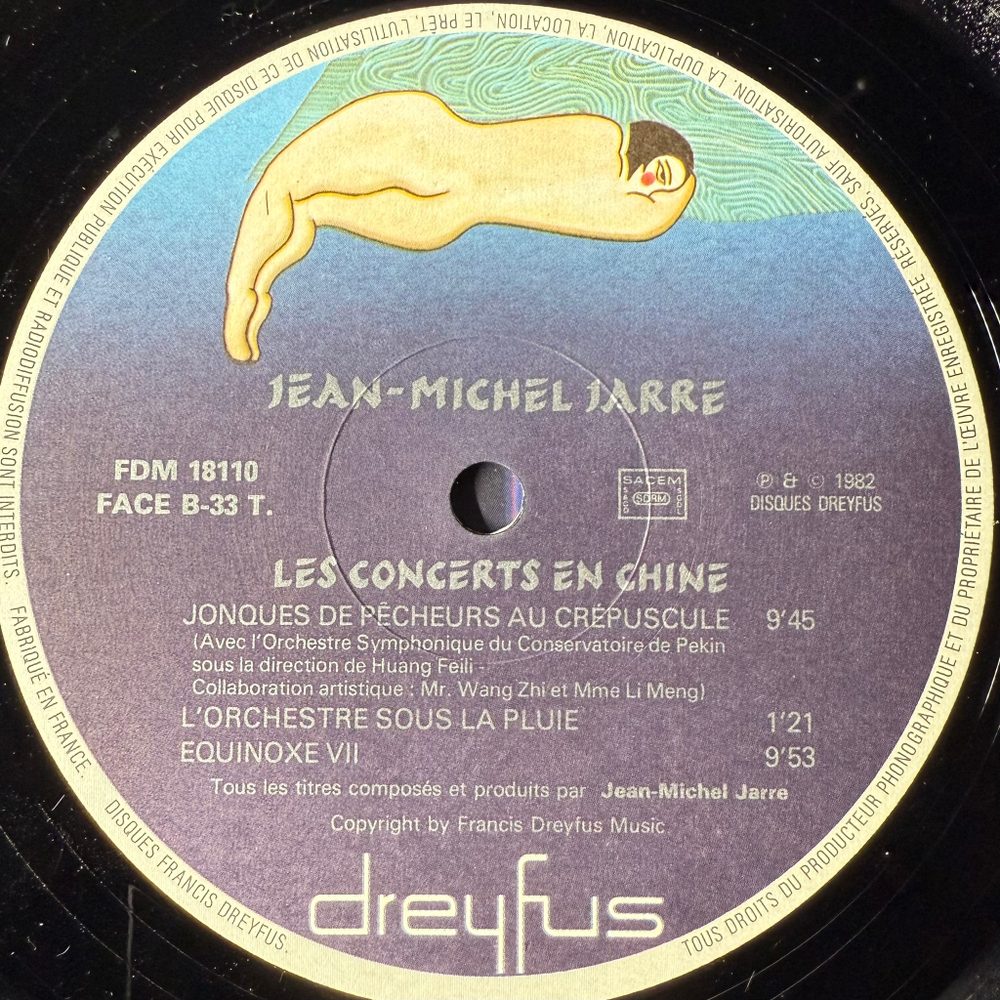 JEAN-MICHEL JARRE
FDM 18110
FACE B-33 T.
SACEM
SACD
SDRM
SGDL
Ⓟ & © 1982
DISQUES DREYFUS
LES CONCERTS EN CHINE
JONQUES DE PÊCHEURS AU CRÉPUSCULE 9'45
(Avec l'Orchestre Symphonique du Conservatoire de Pekin
sous la direction de Huang Feili -
Collaboration artistique : Mr. Wang Zhi et Mme Li Meng)
L'ORCHESTRE SOUS LA PLUIE 1'21
EQUINOXE VII 9'53
Tous les titres composés et produits par Jean-Michel Jarre
Copyright by Francis Dreyfus Music
dreyfus
TOUS DROITS DU PRODUCTEUR PHONOGRAPHIQUE ET DU PROPRIÉTAIRE DE L'ŒUVRE ENREGISTRÉE RÉSERVÉS. SAUF AUTORISATION, LA DUPLICATION, LA LOCATION, LE PRÊT, L'UTILISATION DE CE DISQUE POUR EXÉCUTION PUBLIQUE ET RADIODIFFUSION SONT INTERDITS.
FABRIQUÉ EN FRANCE.
DISQUES FRANCIS DREYFUS.